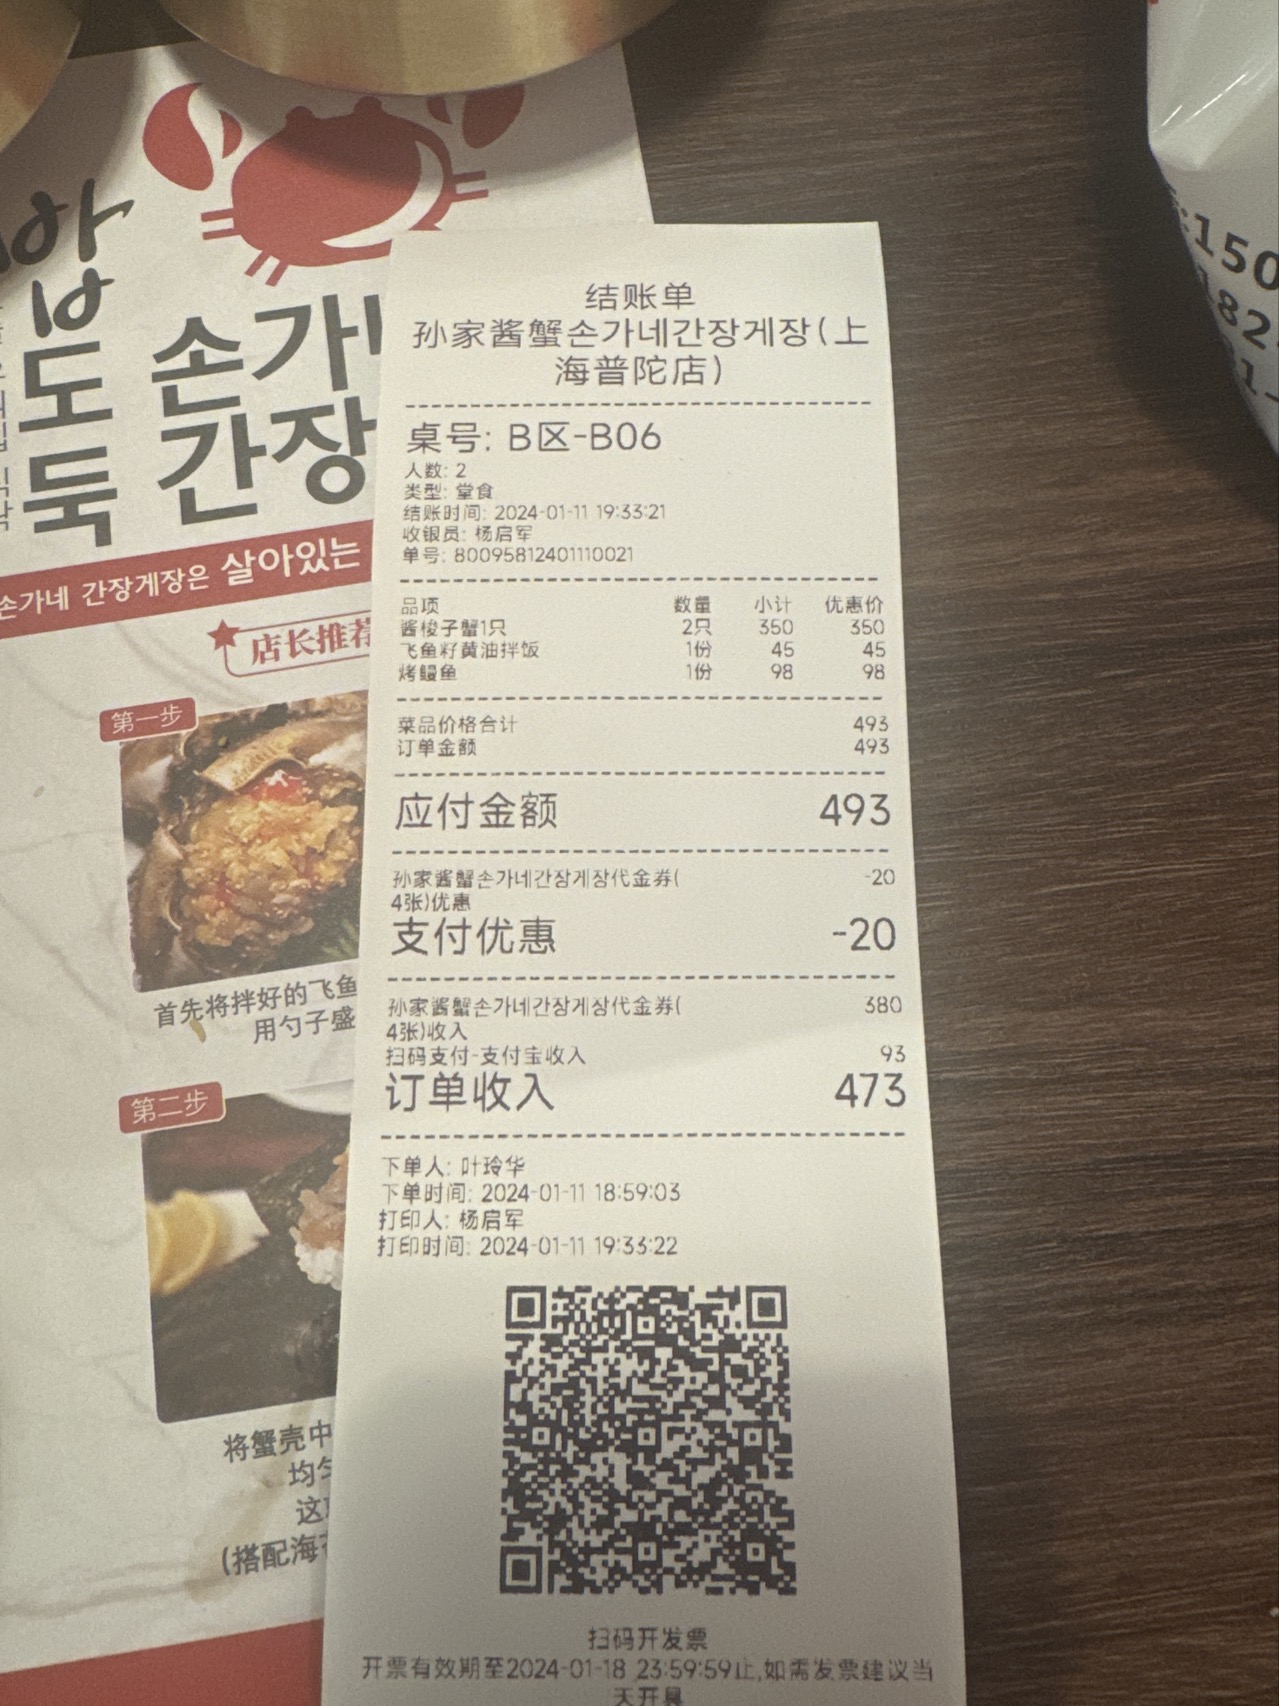 结账单
孙家酱蟹손가네간장게장(上
海普陀店)
桌号: B区-B06
人数: 2
类型: 堂食
结账时间: 2024-01-11 19:33:21
收银员: 杨启军
单号: 80095812401110021
品项 数量 小计 优惠价
酱梭子蟹1只 2只 350 350
飞鱼籽黄油拌饭 1份 45 45
烤鳗鱼 1份 98 98
菜品价格合计 493
订单金额 493
应付金额 493
孙家酱蟹손가네간장게장代金券( -20
4张)优惠
支付优惠 -20
孙家酱蟹손가네간장게장代金券( 380
4张)收入
扫码支付-支付宝收入 93
订单收入 473
下单人: 叶玲华
下单时间: 2024-01-11 18:59:03
打印人: 杨启军
打印时间: 2024-01-11 19:33:22
扫码开发票
开票有效期至2024-01-18 23:59:59止,如需发票建议当
天开具
밥
도
둑
손가네
간장
손가네 간장게장은 살아있는
店长推荐
第一步
首先将拌好的飞鱼
用勺子盛
第二步
将蟹壳中
均匀
这
(搭配海苔
:150
182